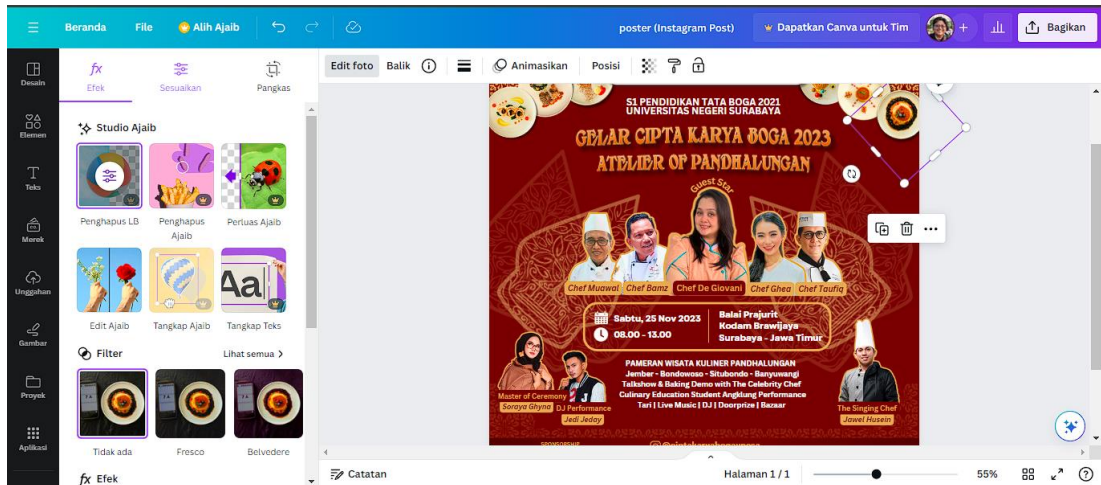 Beranda File Alih Ajaib poster (Instagram Post) Dapatkan Canva untuk Tim + Bagikan
Desain
Elemen
Teks
Merek
Unggahan
Gambar
Proyek
Aplikasi
fx
Efek Sesuaikan Pangkas
Studio Ajaib
Penghapus LB Penghapus Ajaib Perluas Ajaib
Aa
Edit Ajaib Tangkap Ajaib Tangkap Teks
Filter Lihat semua
Tidak ada Fresco Belvedere
fx Efek
Edit foto Balik Animasikan Posisi
S1 PENDIDIKAN TATA BOGA 2021
UNIVERSITAS NEGERI SURABAYA
GELAR CIPTA KARYA BOGA 2023
ATELIER OF PANDHALUNGAN
Guest Star
Chef Muawal Chef Bamz Chef De Giovani Chef Ghea Chef Taufiq
Sabtu, 25 Nov 2023
08.00 - 13.00
Balai Prajurit
Kodam Brawijaya
Surabaya - Jawa Timur
PAMERAN WISATA KULINER PANDHALUNGAN
Jember - Bondowoso - Situbondo - Banyuwangi
Talkshow & Baking Demo with The Celebrity Chef
Culinary Education Student Angklung Performance
Tari | Live Music | DJ | Doorprize | Bazaar
Master of Ceremony
Soraya Ghyna
DJ Performance
Jedi Jeday
The Singing Chef
Jawel Husein
SPONSORSHIP
Catatan Halaman 1 / 1 55%